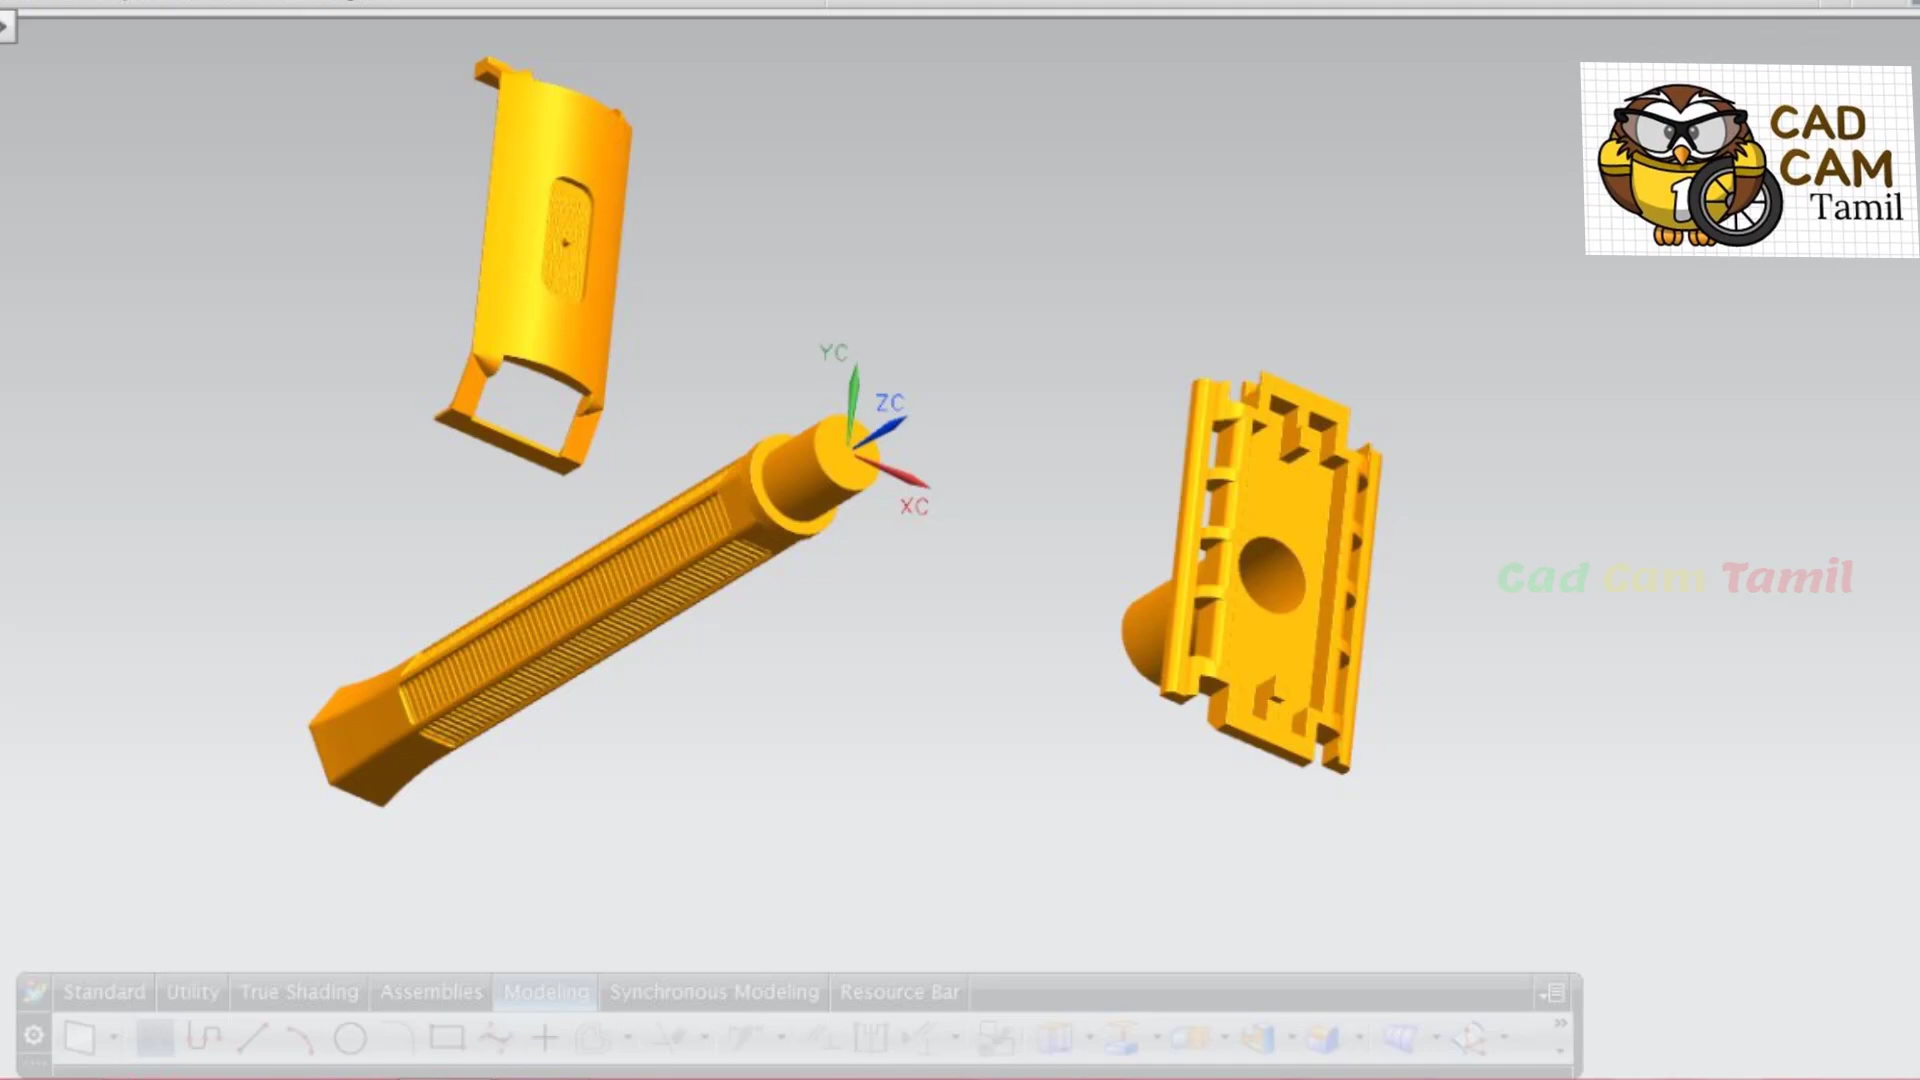 CAD
CAM
Tamil
1
YC
ZC
XC
Cad Cam Tamil
Standard
Utility
True Shading
Assemblies
Modeling
Synchronous Modeling
Resource Bar